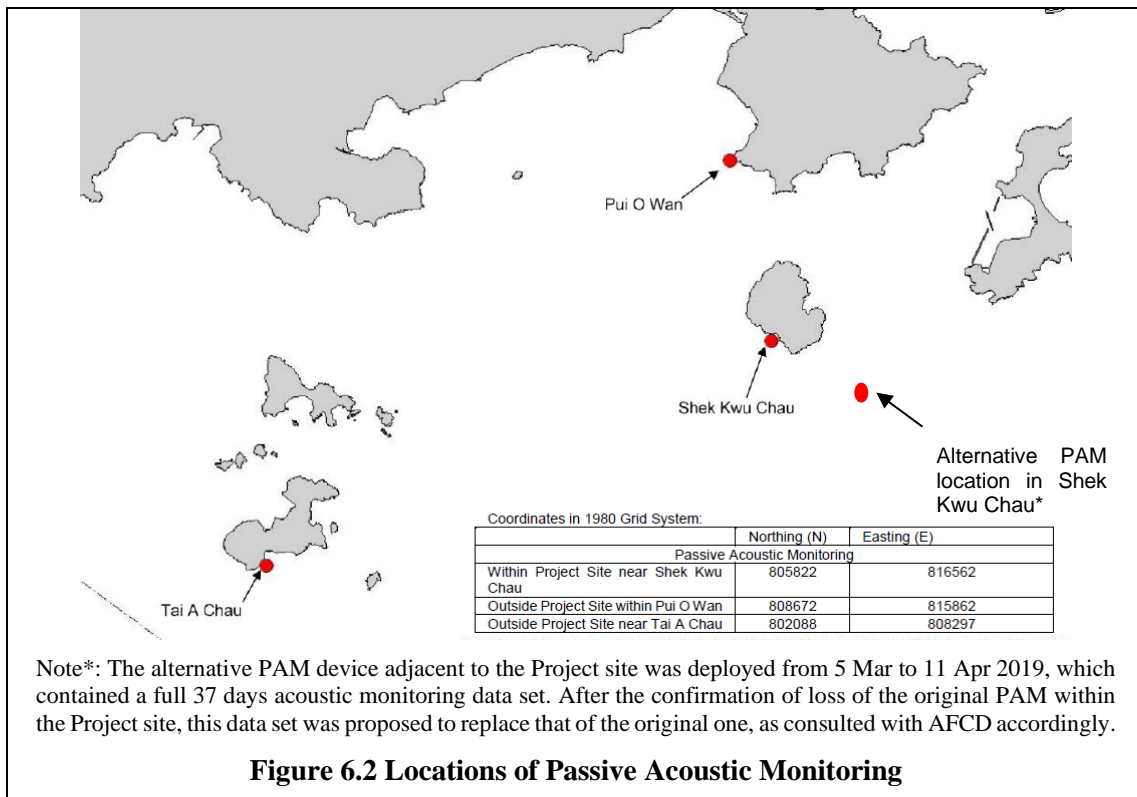 Pui O Wan
Shek Kwu Chau
Alternative PAM
location in Shek
Kwu Chau*
Tai A Chau
Coordinates in 1980 Grid System:
Northing (N) Easting (E)
Passive Acoustic Monitoring
Within Project Site near Shek Kwu 805822 816562
Chau
Outside Project Site within Pui O Wan 808672 815862
Outside Project Site near Tai A Chau 802088 808297
Note*: The alternative PAM device adjacent to the Project site was deployed from 5 Mar to 11 Apr 2019, which
contained a full 37 days acoustic monitoring data set. After the confirmation of loss of the original PAM within
the Project site, this data set was proposed to replace that of the original one, as consulted with AFCD accordingly.
Figure 6.2 Locations of Passive Acoustic Monitoring